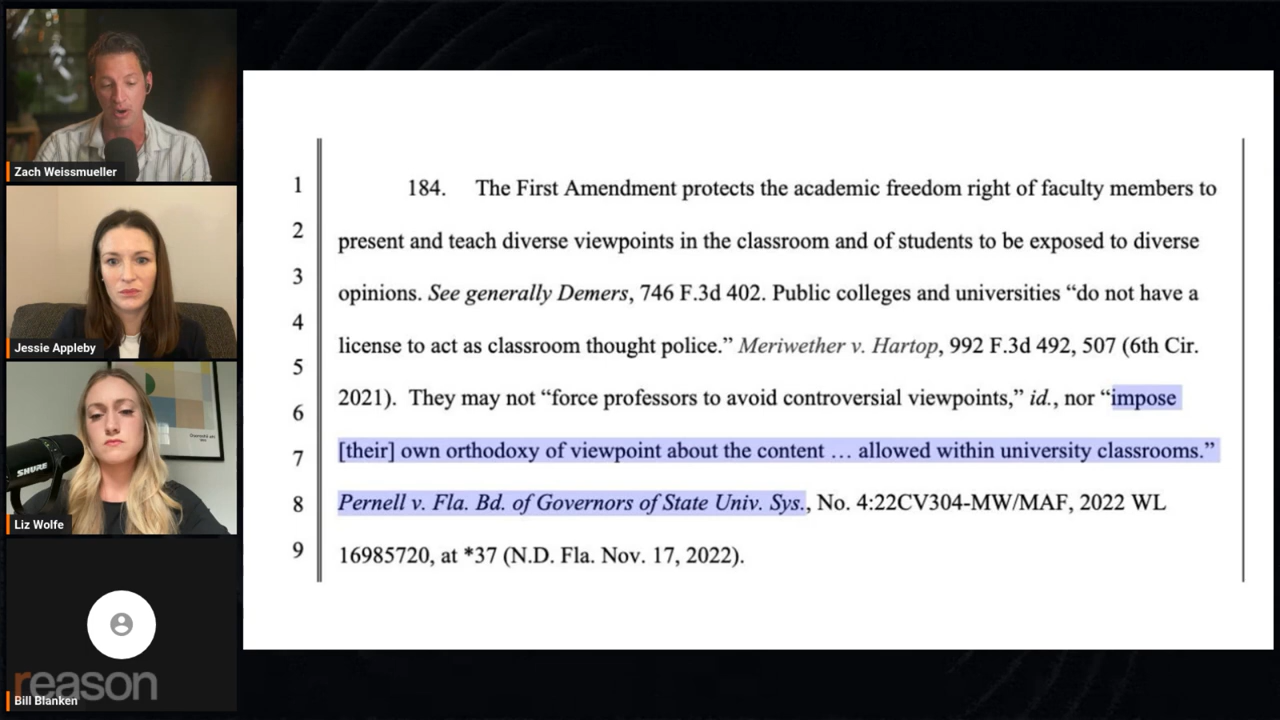 Zach Weissmueller
Jessie Appleby
SHURE
Liz Wolfe
reason
Bill Blanken
1 184. The First Amendment protects the academic freedom right of faculty members to
2 present and teach diverse viewpoints in the classroom and of students to be exposed to diverse
3 opinions. See generally Demers, 746 F.3d 402. Public colleges and universities “do not have a
4 license to act as classroom thought police.” Meriwether v. Hartop, 992 F.3d 492, 507 (6th Cir.
5 2021). They may not “force professors to avoid controversial viewpoints,” id., nor “impose
6 [their] own orthodoxy of viewpoint about the content … allowed within university classrooms.”
7 Pernell v. Fla. Bd. of Governors of State Univ. Sys., No. 4:22CV304-MW/MAF, 2022 WL
8 16985720, at *37 (N.D. Fla. Nov. 17, 2022).
9